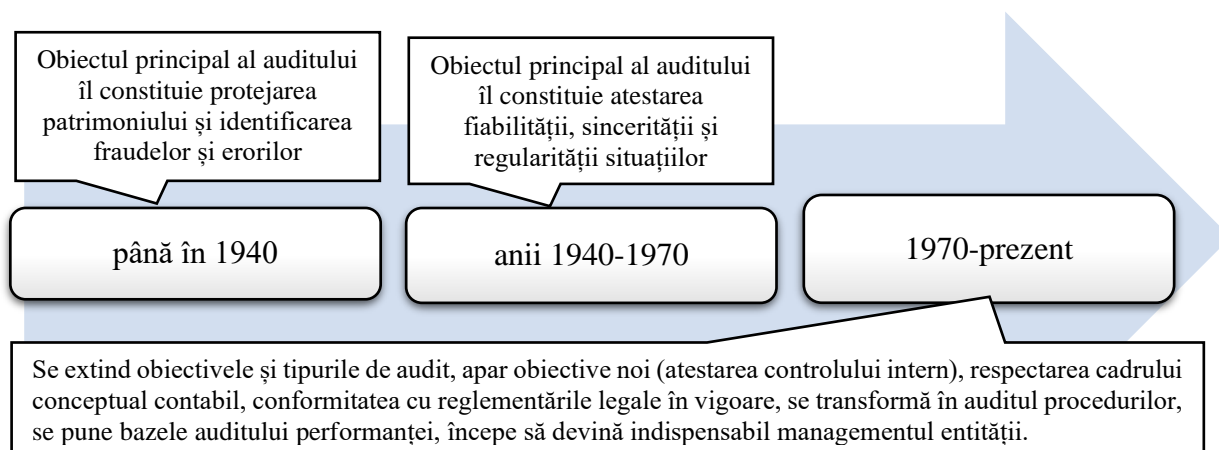 Obiectul principal al auditului
îl constituie protejarea
patrimoniului și identificarea
fraudelor și erorilor
Obiectul principal al auditului
îl constituie atestarea
fiabilității, sincerității și
regularității situațiilor
până în 1940
anii 1940-1970
1970-prezent
Se extind obiectivele și tipurile de audit, apar obiective noi (atestarea controlului intern), respectarea cadrului
conceptual contabil, conformitatea cu reglementările legale în vigoare, se transformă în auditul procedurilor,
se pune bazele auditului performanței, începe să devină indispensabil managementul entității.